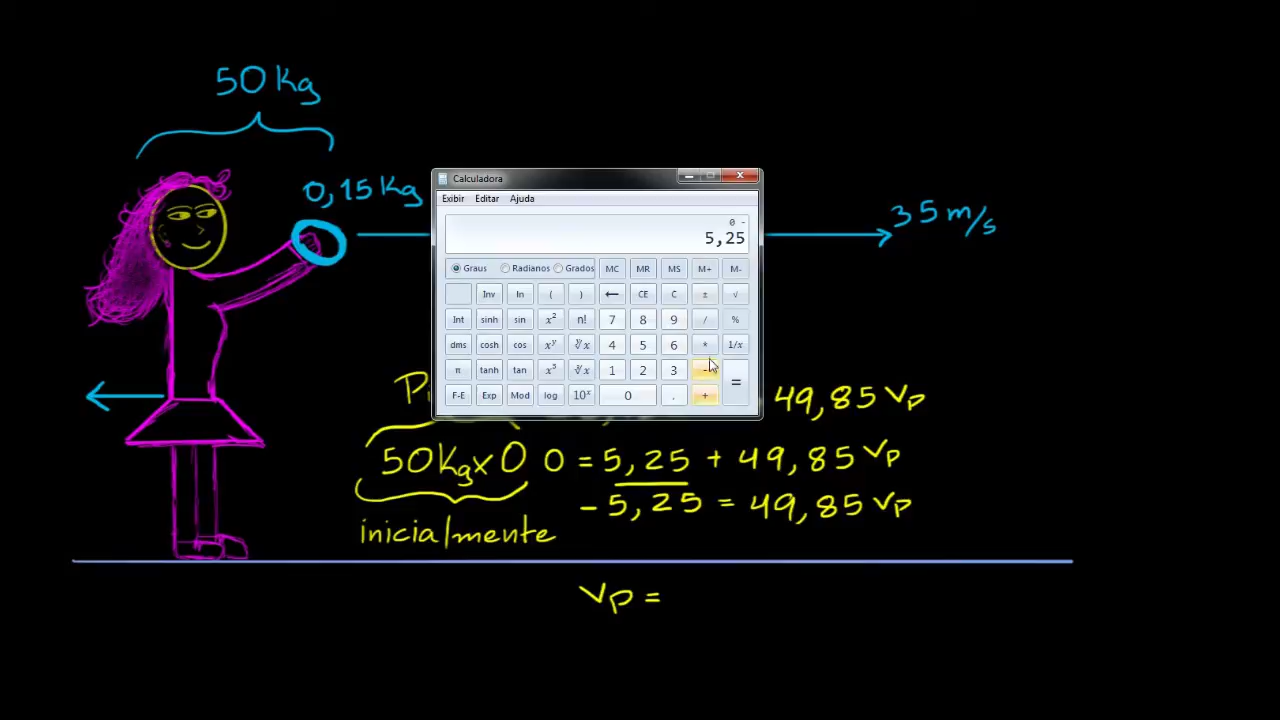 50 Kg
0,15 Kg
35 m/s
Calculadora
Exibir Editar Ajuda
0 -
5,25
Graus Radianos Grados MC MR MS M+ M-
Inv ln ( ) ← CE C ± √
Int sinh sin x² n! 7 8 9 / %
dms cosh cos xʸ ʸ√x 4 5 6 * 1/x
π tanh tan x³ ³√x 1 2 3 - =
F-E Exp Mod log 10ˣ 0 . +
49,85 Vp
50Kg x 0 0 = 5,25 + 49,85 Vp
- 5,25 = 49,85 Vp
inicialmente
Vp =